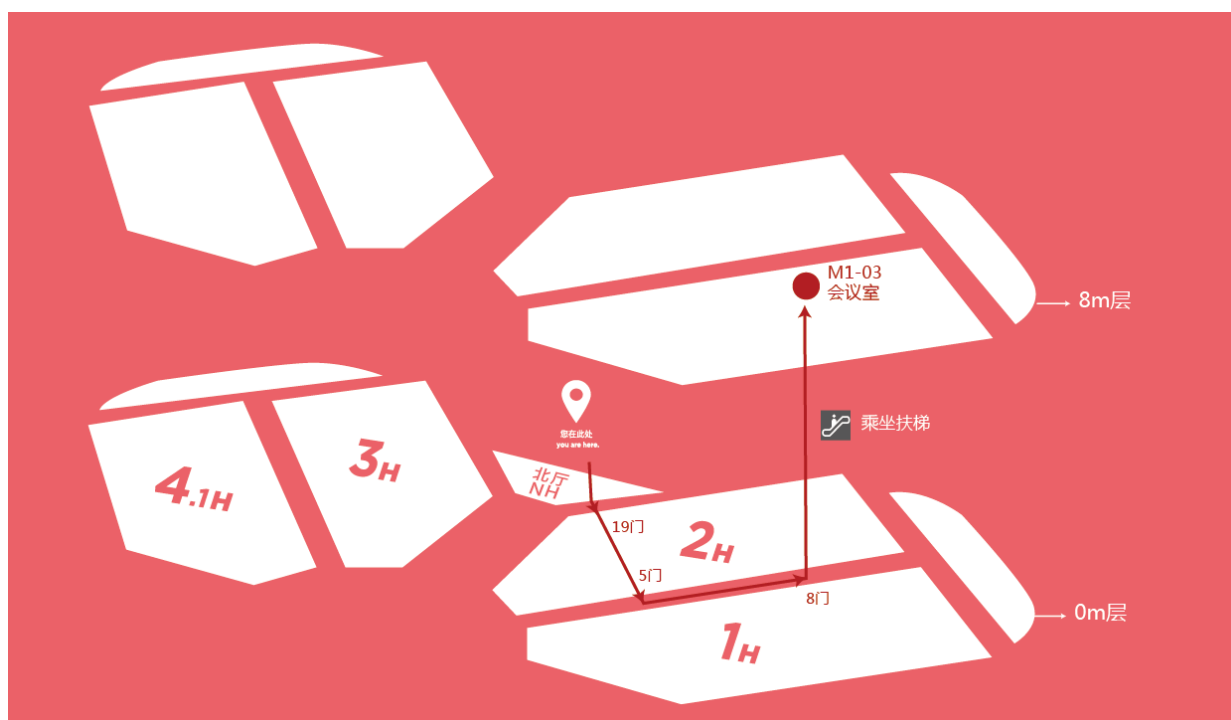 M1-03
会议室
8m层
您在此处
you are here.
乘坐扶梯
北厅
NH
3H
4.1H
19门
2H
5门
8门
0m层
1H